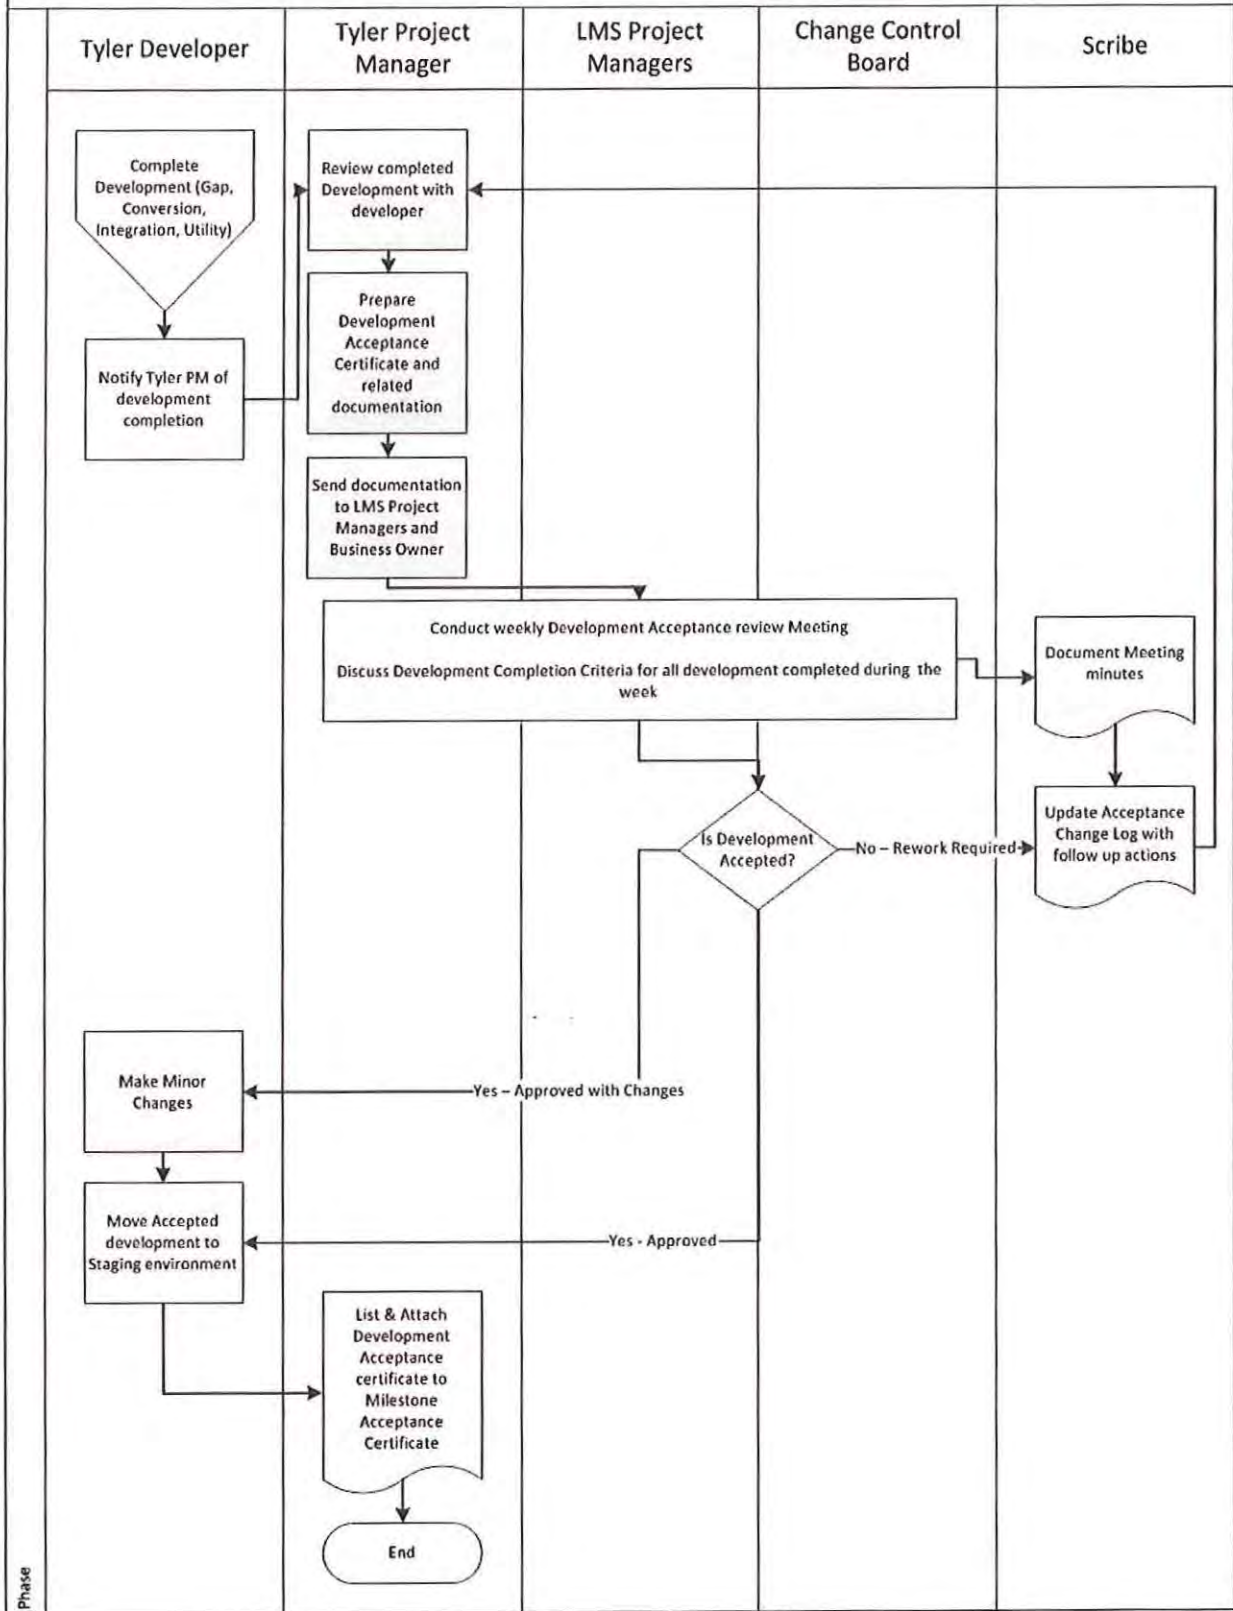 Tyler Developer
Tyler Project
Manager
LMS Project
Managers
Change Control
Board
Scribe
Complete
Development (Gap,
Conversion,
Integration, Utility)
Notify Tyler PM of
development
completion
Review completed
Development with
developer
Prepare
Development
Acceptance
Certificate and
related
documentation
Send documentation
to LMS Project
Managers and
Business Owner
Conduct weekly Development Acceptance review Meeting
Discuss Development Completion Criteria for all development completed during the
week
Document Meeting
minutes
Is Development
Accepted?
No – Rework Required
Update Acceptance
Change Log with
follow up actions
Yes – Approved with Changes
Make Minor
Changes
Yes - Approved
Move Accepted
development to
Staging environment
List & Attach
Development
Acceptance
certificate to
Milestone
Acceptance
Certificate
End
Phase